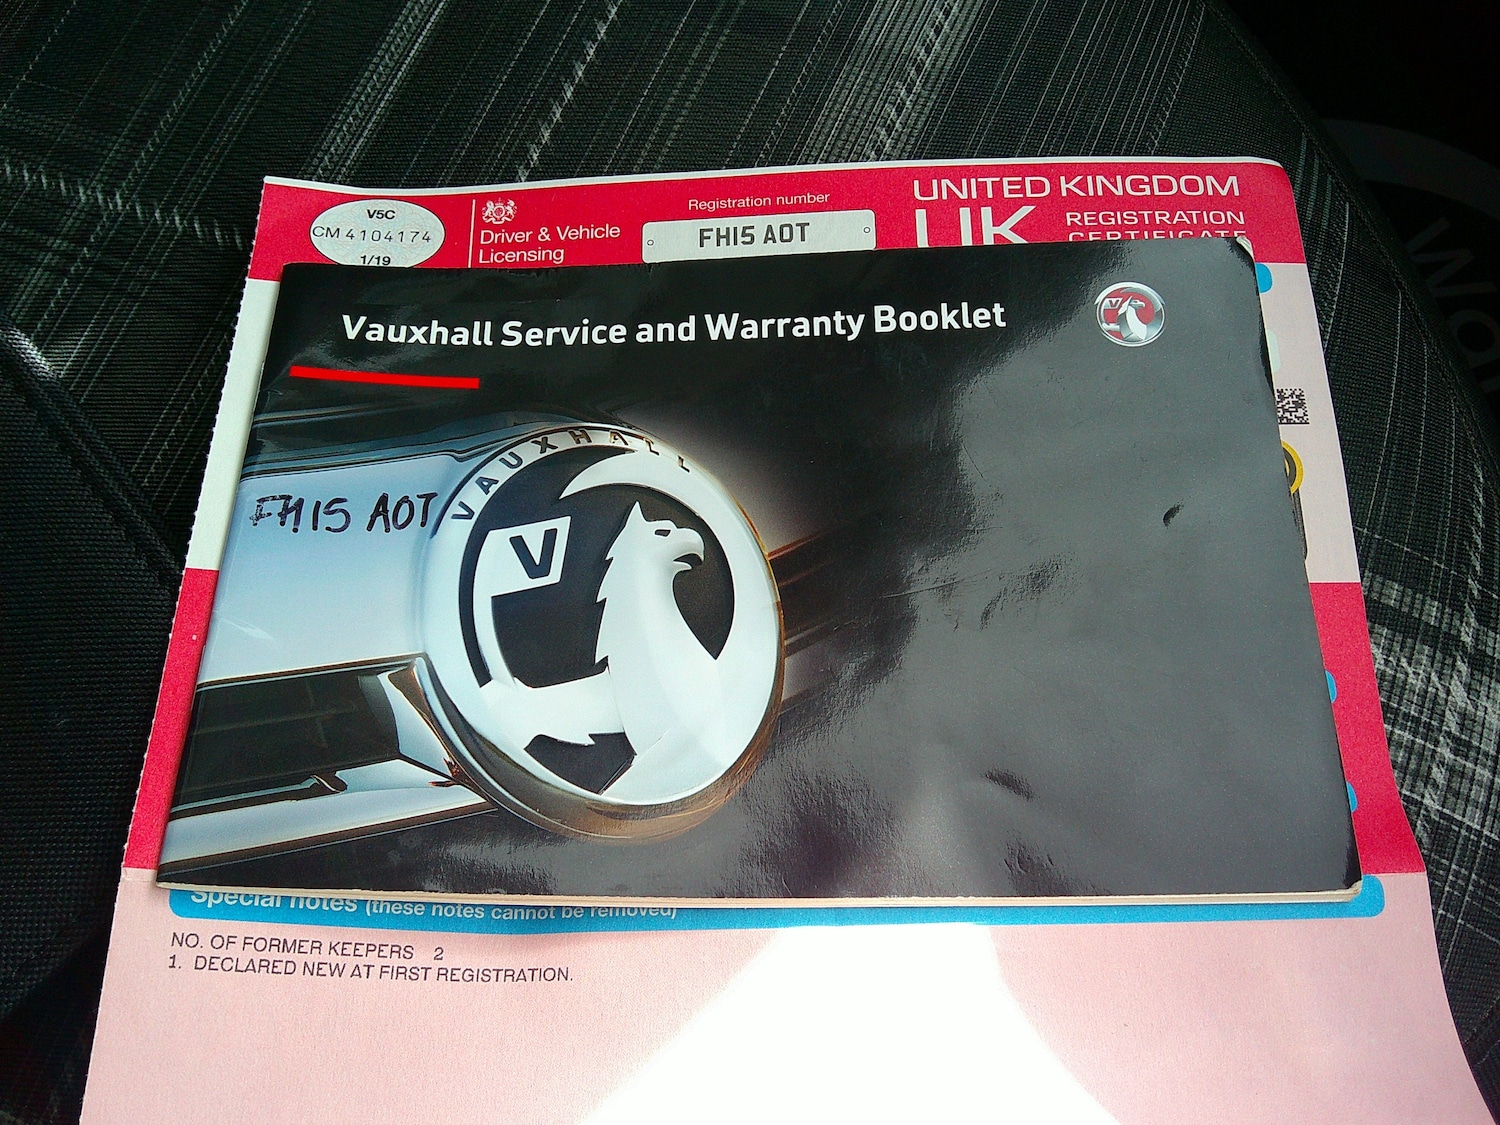 V5C
CM 4104174
1/19
Driver & Vehicle
Licensing
Registration number
FH15 AOT
UNITED KINGDOM
UK
REGISTRATION
CERTIFICATE
Vauxhall Service and Warranty Booklet
V
VAUXHALL
FH15 AOT
V
Special notes (these notes cannot be removed)
NO. OF FORMER KEEPERS 2
1. DECLARED NEW AT FIRST REGISTRATION.